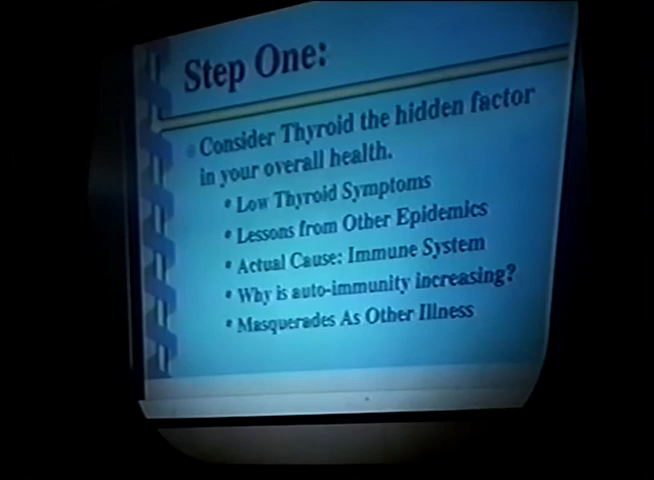 Step One:
Consider Thyroid the hidden factor
in your overall health.
• Low Thyroid Symptoms
• Lessons from Other Epidemics
• Actual Cause: Immune System
• Why is auto-immunity increasing?
• Masquerades As Other Illness